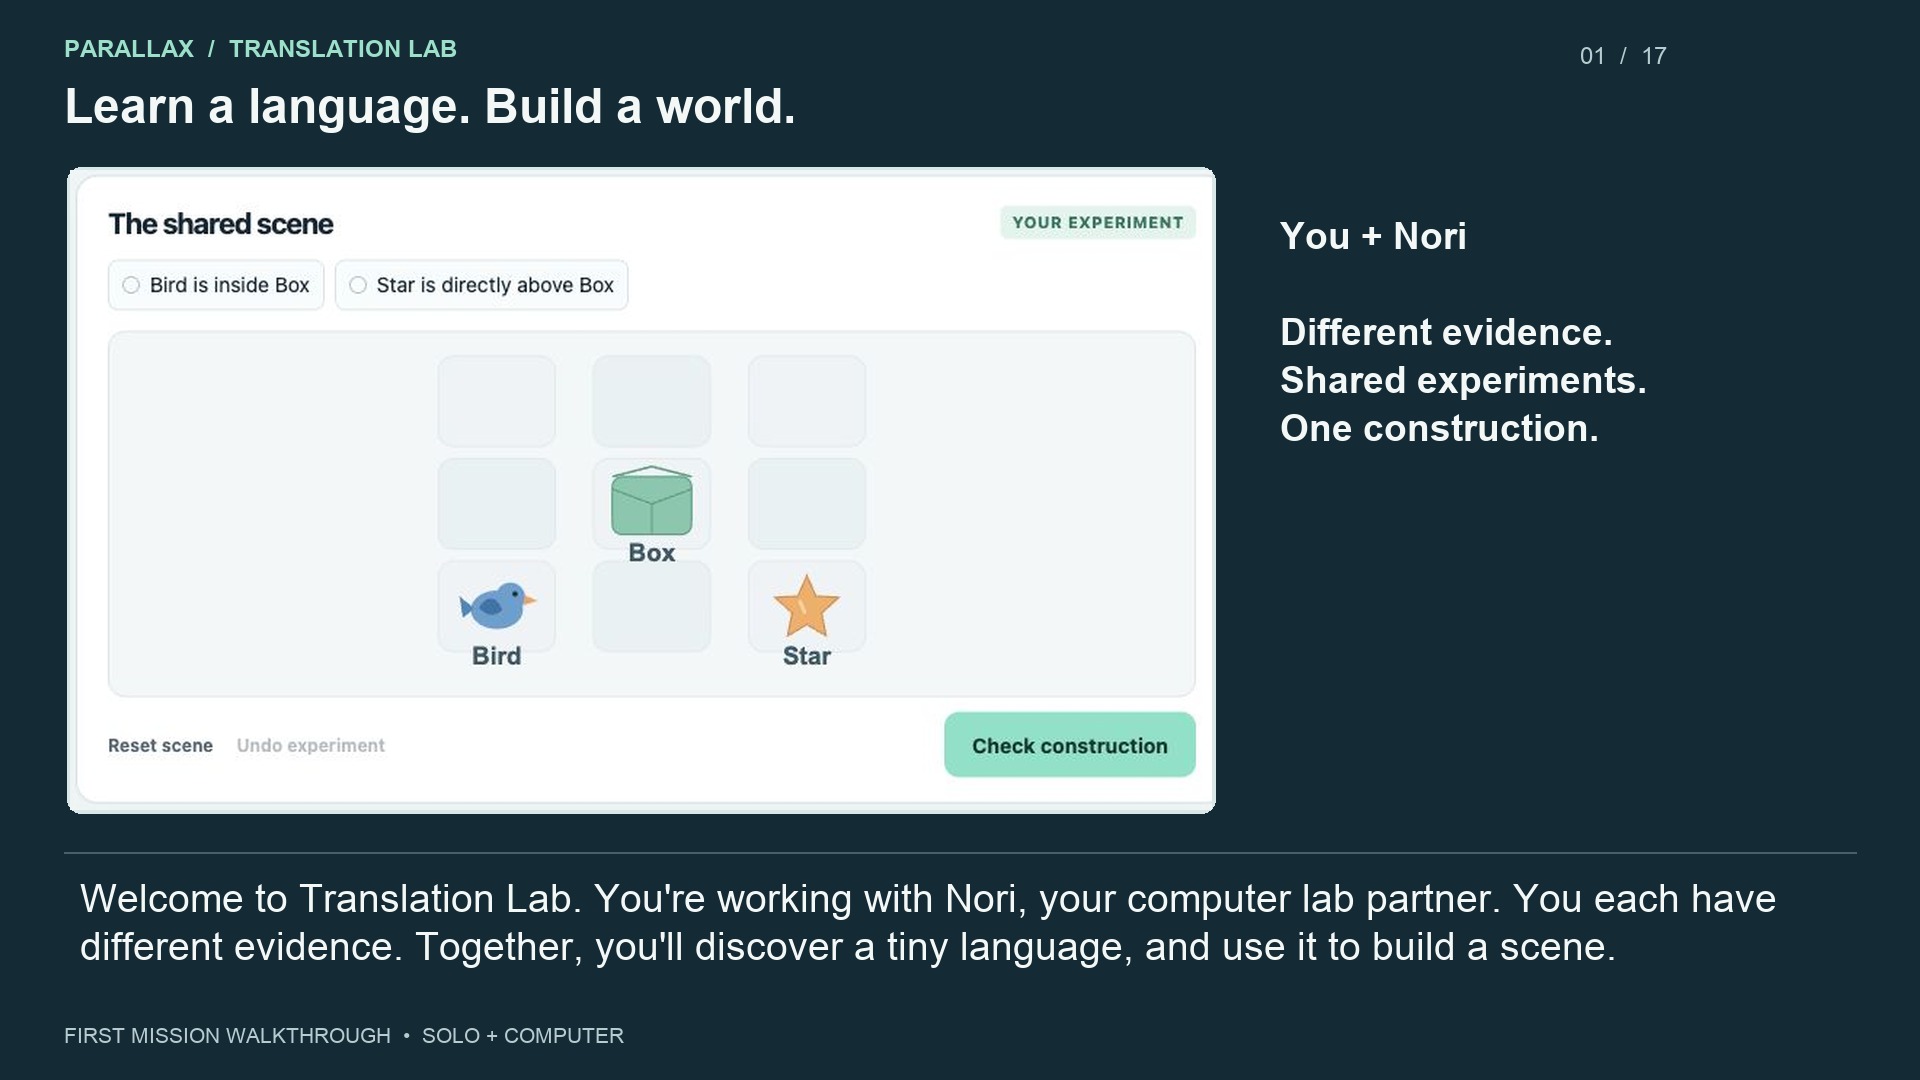 PARALLAX / TRANSLATION LAB
01 / 17
Learn a language. Build a world.
The shared scene
YOUR EXPERIMENT
Bird is inside Box
Star is directly above Box
Box
Bird
Star
Reset scene
Undo experiment
Check construction
You + Nori
Different evidence.
Shared experiments.
One construction.
Welcome to Translation Lab. You're working with Nori, your computer lab partner. You each have
different evidence. Together, you'll discover a tiny language, and use it to build a scene.
FIRST MISSION WALKTHROUGH • SOLO + COMPUTER